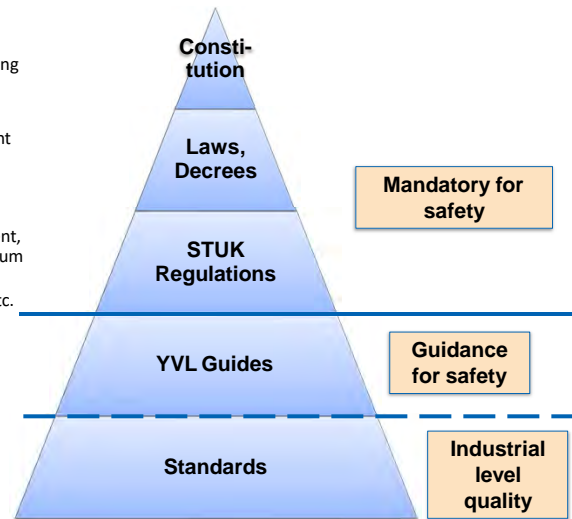 Consti-
tution
Laws,
Decrees
Mandatory for
safety
STUK
Regulations
YVL Guides
Guidance
for safety
Standards
Industrial
level
quality